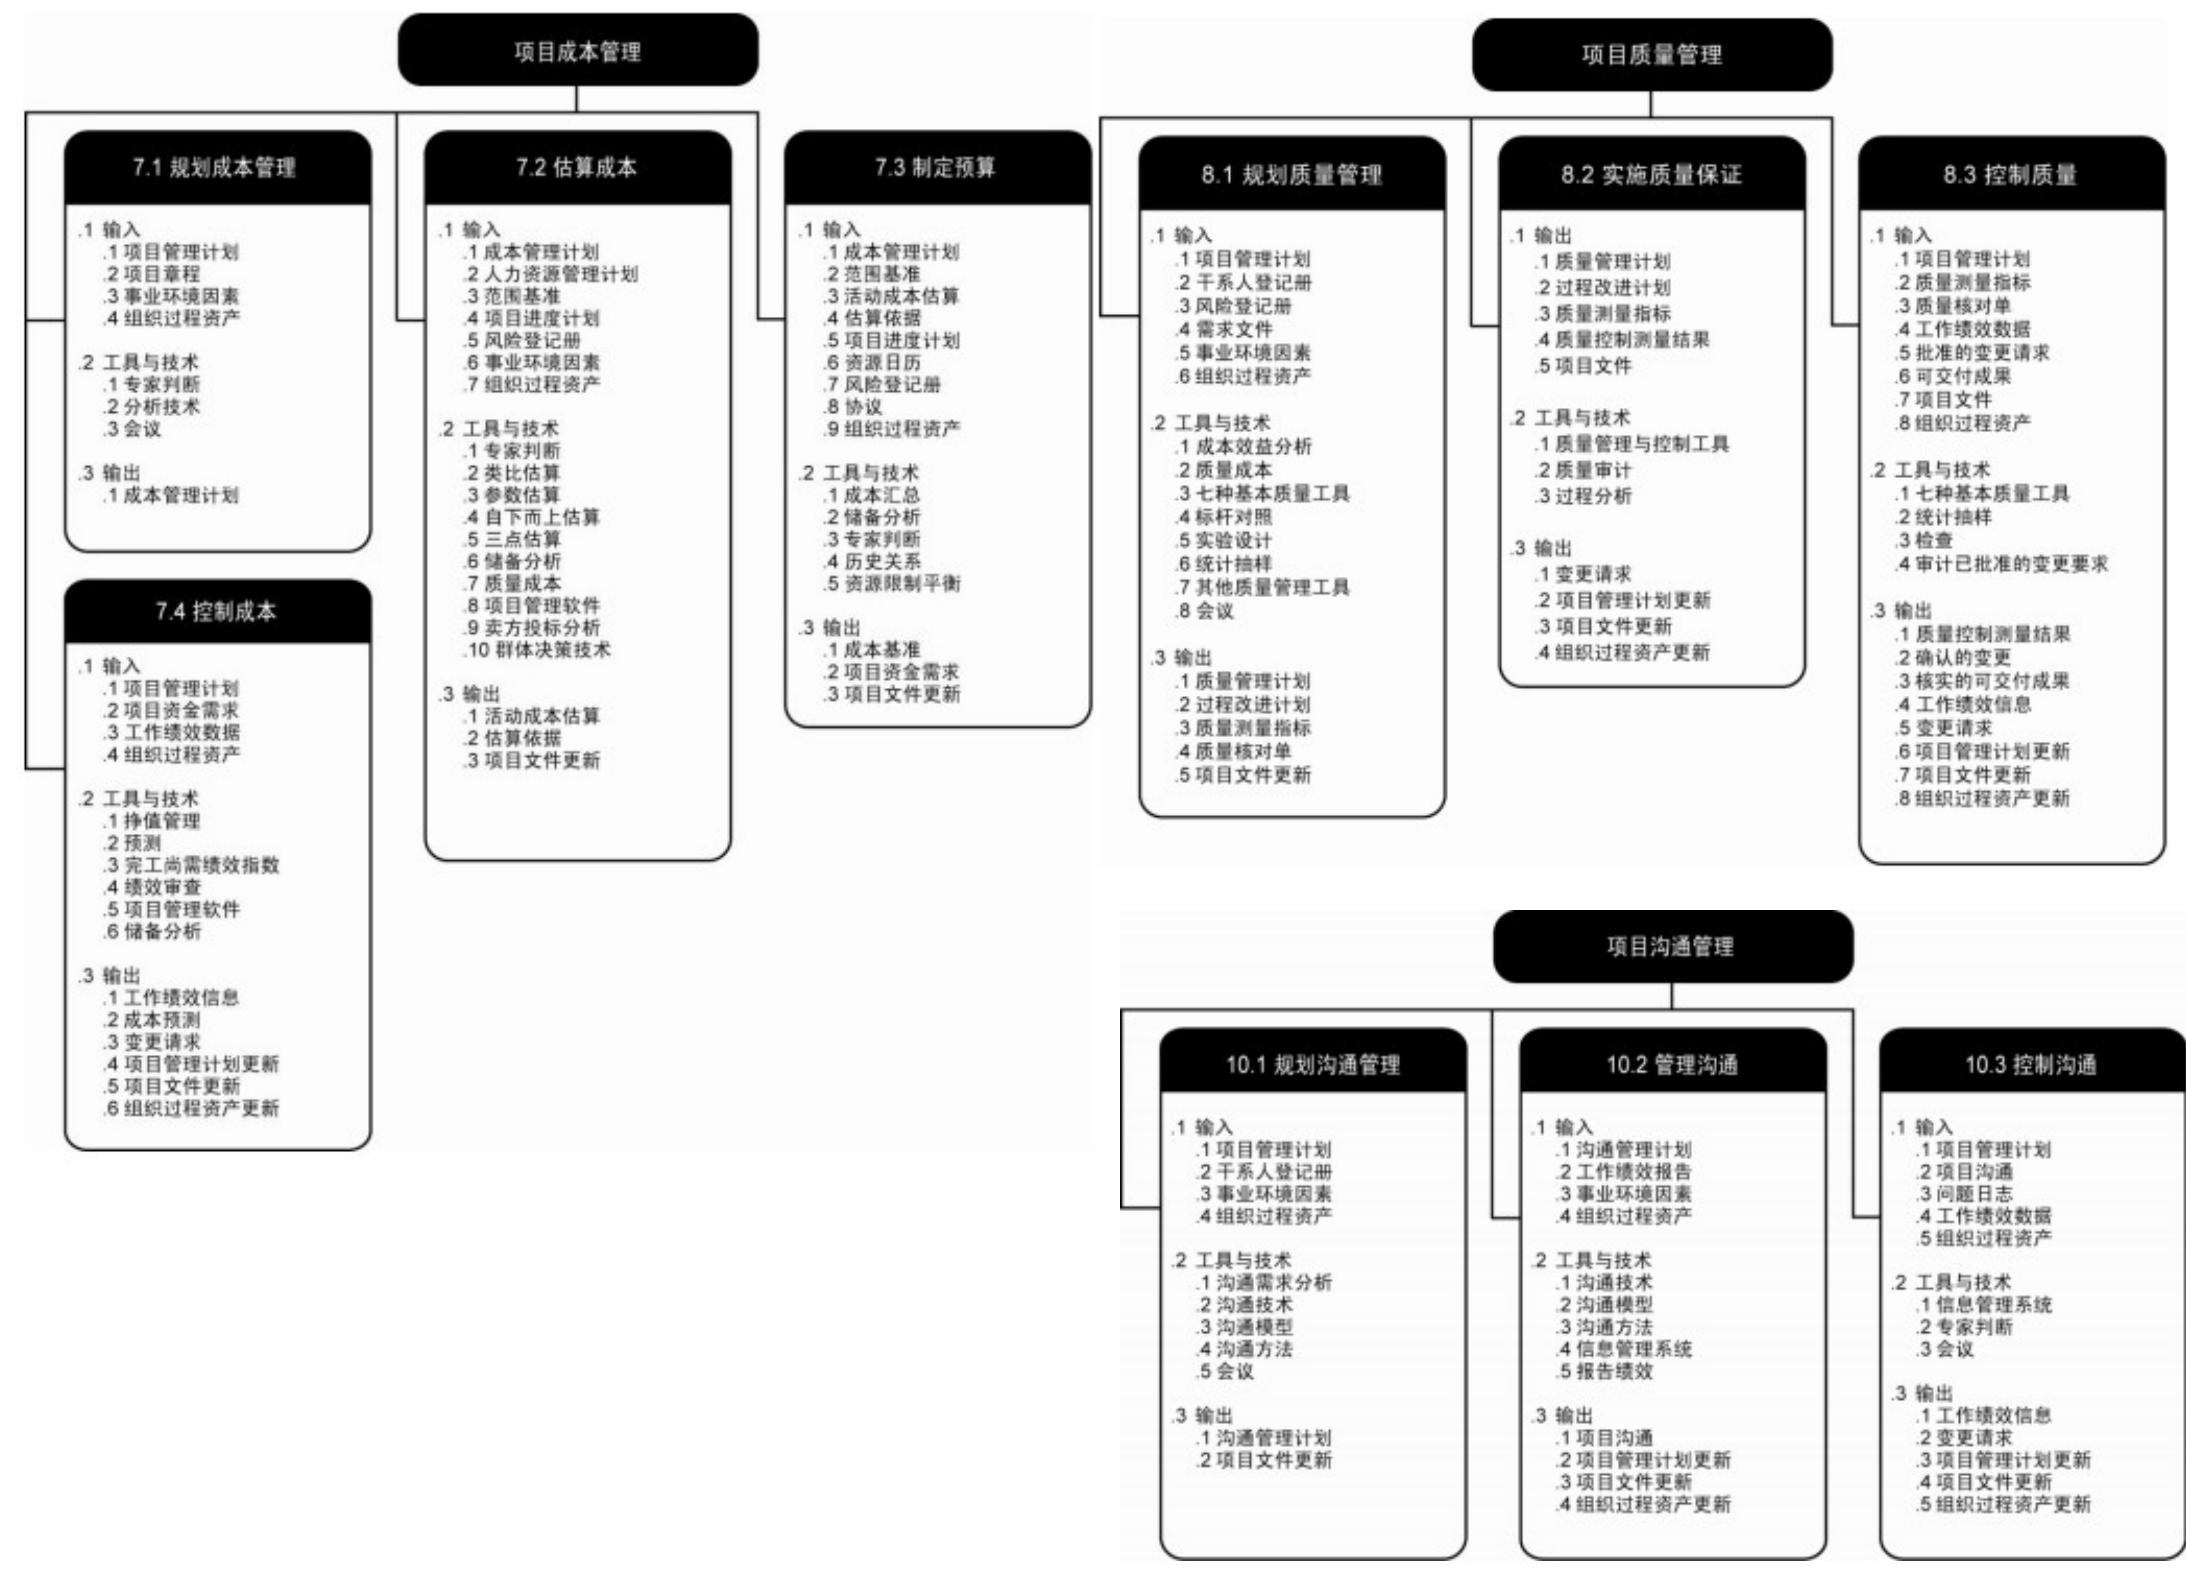 项目成本管理
7.1 规划成本管理
.1 输入
.1 项目管理计划
.2 项目章程
.3 事业环境因素
.4 组织过程资产
.2 工具与技术
.1 专家判断
.2 分析技术
.3 会议
.3 输出
.1 成本管理计划
7.2 估算成本
.1 输入
.1 成本管理计划
.2 人力资源管理计划
.3 范围基准
.4 项目进度计划
.5 风险登记册
.6 事业环境因素
.7 组织过程资产
.2 工具与技术
.1 专家判断
.2 类比估算
.3 参数估算
.4 自下而上估算
.5 三点估算
.6 储备分析
.7 质量成本
.8 项目管理软件
.9 卖方投标分析
.10 群体决策技术
.3 输出
.1 活动成本估算
.2 估算依据
.3 项目文件更新
7.3 制定预算
.1 输入
.1 成本管理计划
.2 范围基准
.3 活动成本估算
.4 估算依据
.5 项目进度计划
.6 资源日历
.7 风险登记册
.8 协议
.9 组织过程资产
.2 工具与技术
.1 成本汇总
.2 储备分析
.3 专家判断
.4 历史关系
.5 资源限制平衡
.3 输出
.1 成本基准
.2 项目资金需求
.3 项目文件更新
7.4 控制成本
.1 输入
.1 项目管理计划
.2 项目资金需求
.3 工作绩效数据
.4 组织过程资产
.2 工具与技术
.1 挣值管理
.2 预测
.3 完工尚需绩效指数
.4 绩效审查
.5 项目管理软件
.6 储备分析
.3 输出
.1 工作绩效信息
.2 成本预测
.3 变更请求
.4 项目管理计划更新
.5 项目文件更新
.6 组织过程资产更新
项目质量管理
8.1 规划质量管理
.1 输入
.1 项目管理计划
.2 干系人登记册
.3 风险登记册
.4 需求文件
.5 事业环境因素
.6 组织过程资产
.2 工具与技术
.1 成本效益分析
.2 质量成本
.3 七种基本质量工具
.4 标杆对照
.5 实验设计
.6 统计抽样
.7 其他质量管理工具
.8 会议
.3 输出
.1 质量管理计划
.2 过程改进计划
.3 质量测量指标
.4 质量核对单
.5 项目文件更新
8.2 实施质量保证
.1 输出
.1 质量管理计划
.2 过程改进计划
.3 质量测量指标
.4 质量控制测量结果
.5 项目文件
.2 工具与技术
.1 质量管理与控制工具
.2 质量审计
.3 过程分析
.3 输出
.1 变更请求
.2 项目管理计划更新
.3 项目文件更新
.4 组织过程资产更新
8.3 控制质量
.1 输入
.1 项目管理计划
.2 质量测量指标
.3 质量核对单
.4 工作绩效数据
.5 批准的变更请求
.6 可交付成果
.7 项目文件
.8 组织过程资产
.2 工具与技术
.1 七种基本质量工具
.2 统计抽样
.3 检查
.4 审计已批准的变更要求
.3 输出
.1 质量控制测量结果
.2 确认的变更
.3 核实的可交付成果
.4 工作绩效信息
.5 变更请求
.6 项目管理计划更新
.7 项目文件更新
.8 组织过程资产更新
项目沟通管理
10.1 规划沟通管理
.1 输入
.1 项目管理计划
.2 干系人登记册
.3 事业环境因素
.4 组织过程资产
.2 工具与技术
.1 沟通需求分析
.2 沟通技术
.3 沟通模型
.4 沟通方法
.5 会议
.3 输出
.1 沟通管理计划
.2 项目文件更新
10.2 管理沟通
.1 输入
.1 沟通管理计划
.2 工作绩效报告
.3 事业环境因素
.4 组织过程资产
.2 工具与技术
.1 沟通技术
.2 沟通模型
.3 沟通方法
.4 信息管理系统
.5 报告绩效
.3 输出
.1 项目沟通
.2 项目管理计划更新
.3 项目文件更新
.4 组织过程资产更新
10.3 控制沟通
.1 输入
.1 项目管理计划
.2 项目沟通
.3 问题日志
.4 工作绩效数据
.5 组织过程资产
.2 工具与技术
.1 信息管理系统
.2 专家判断
.3 会议
.3 输出
.1 工作绩效信息
.2 变更请求
.3 项目管理计划更新
.4 项目文件更新
.5 组织过程资产更新